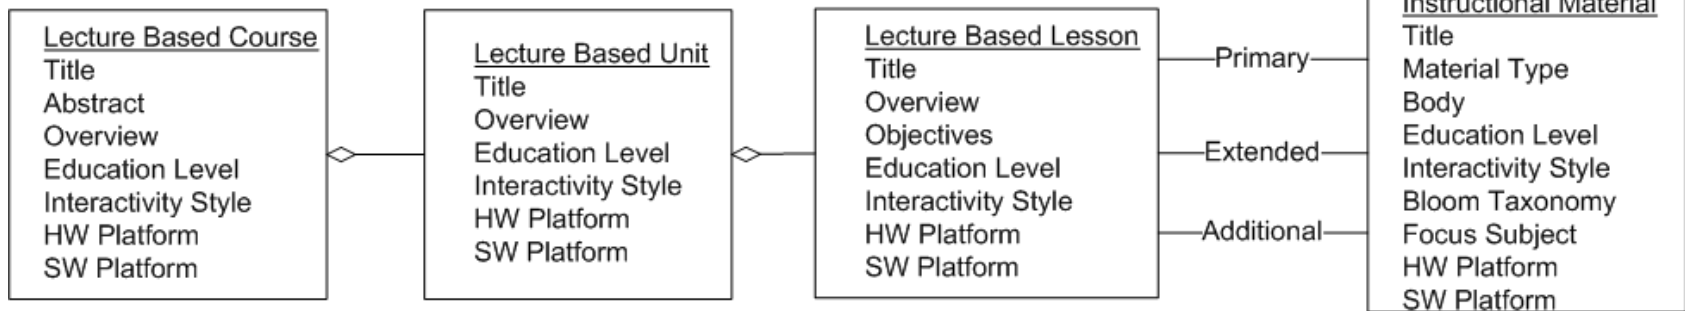 Lecture Based Course
Title
Abstract
Overview
Education Level
Interactivity Style
HW Platform
SW Platform
Lecture Based Unit
Title
Overview
Education Level
Interactivity Style
HW Platform
SW Platform
Lecture Based Lesson
Title
Overview
Objectives
Education Level
Interactivity Style
HW Platform
SW Platform
Primary
Extended
Additional
Instructional Material
Title
Material Type
Body
Education Level
Interactivity Style
Bloom Taxonomy
Focus Subject
HW Platform
SW Platform